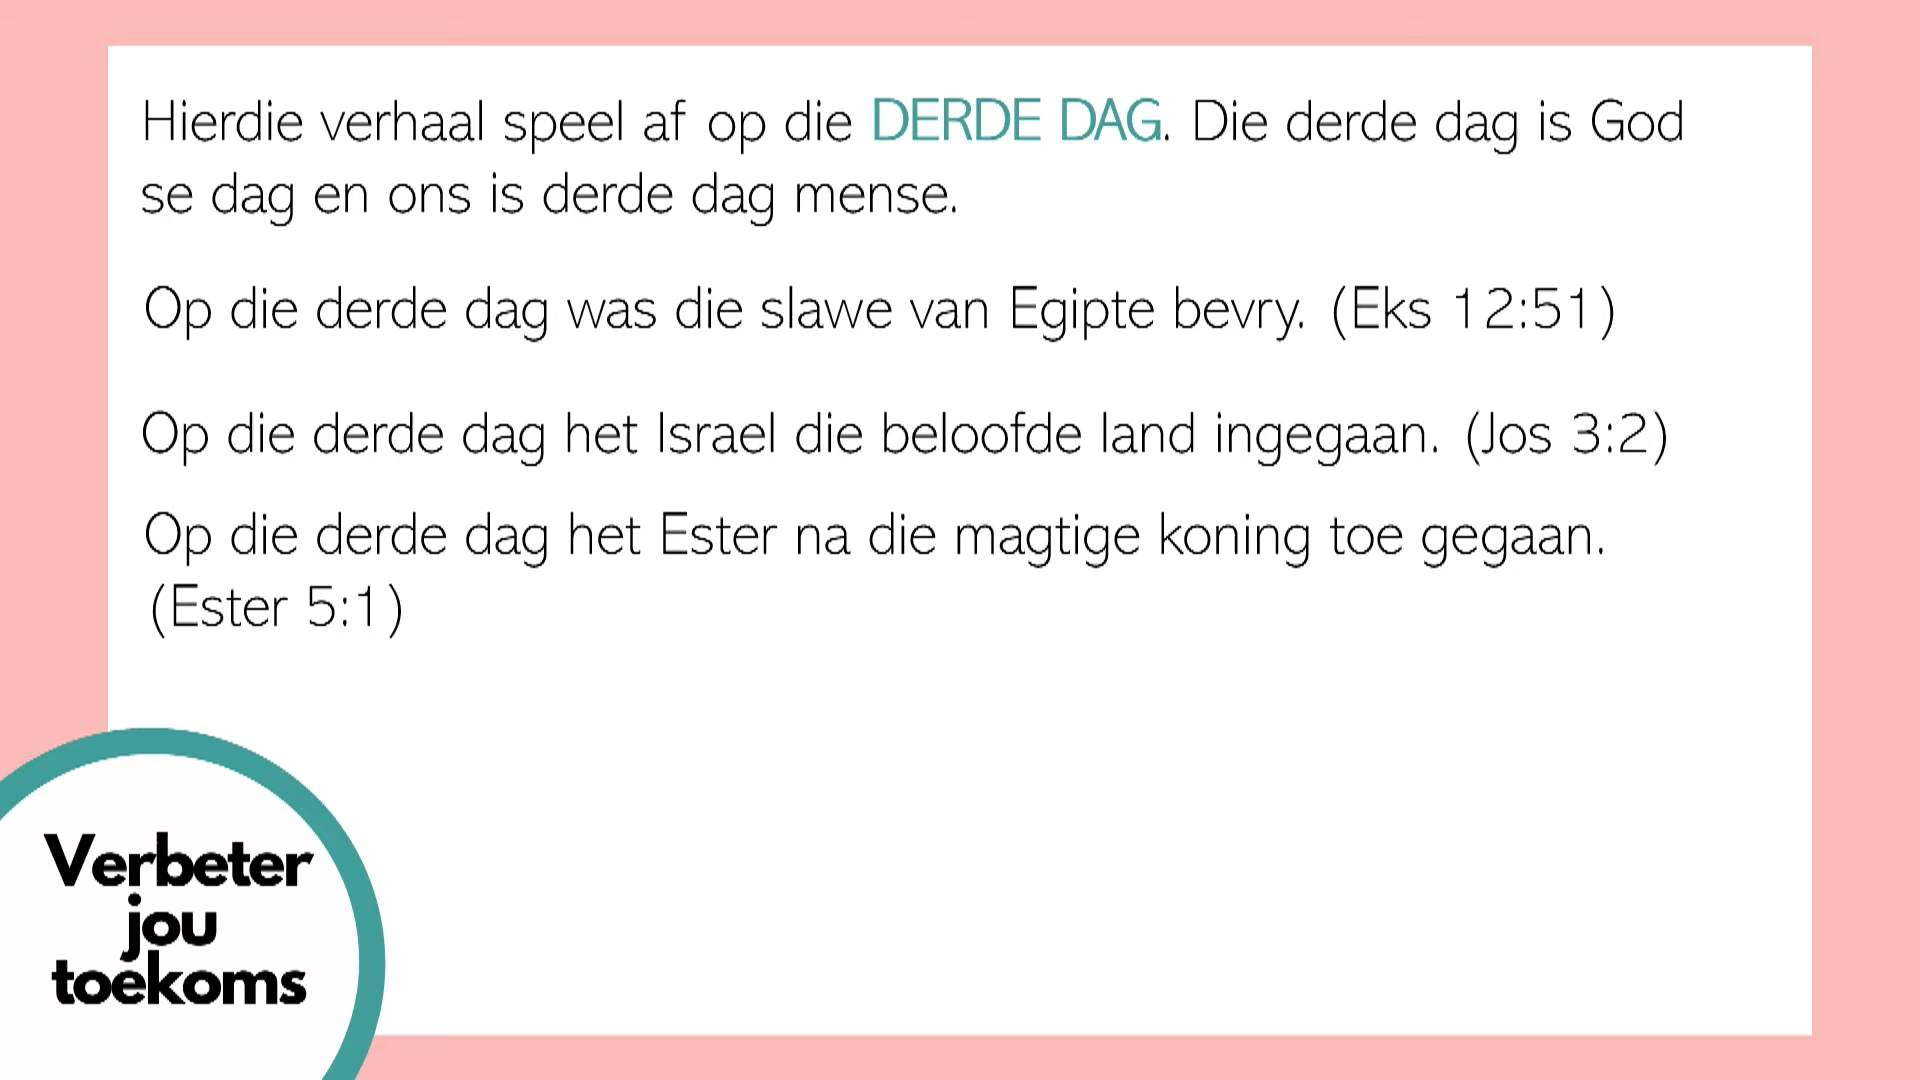 Hierdie verhaal speel af op die DERDE DAG. Die derde dag is God
se dag en ons is derde dag mense.
Op die derde dag was die slawe van Egipte bevry. (Eks 12:51)
Op die derde dag het Israel die beloofde land ingegaan. (Jos 3:2)
Op die derde dag het Ester na die magtige koning toe gegaan.
(Ester 5:1)
Verbeter
jou
toekoms